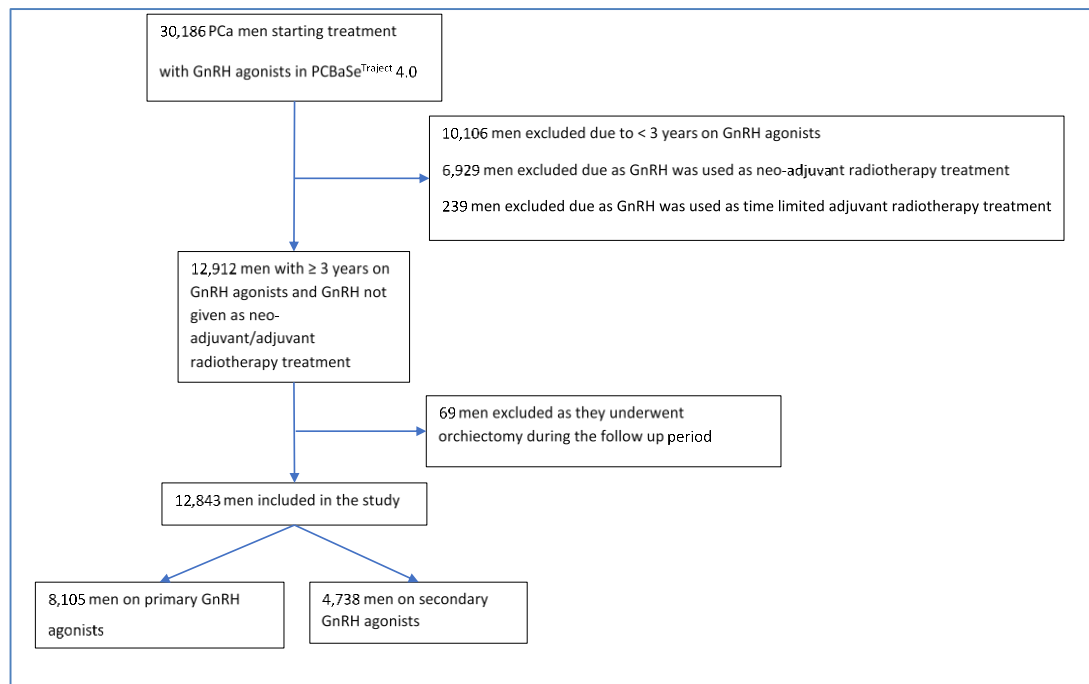 30,186 PCa men starting treatment
with GnRH agonists in PCBaSeTraject 4.0
10,106 men excluded due to < 3 years on GnRH agonists
6,929 men excluded due as GnRH was used as neo-adjuvant radiotherapy treatment
239 men excluded due as GnRH was used as time limited adjuvant radiotherapy treatment
12,912 men with ≥ 3 years on
GnRH agonists and GnRH not
given as neo-
adjuvant/adjuvant
radiotherapy treatment
69 men excluded as they underwent
orchiectomy during the follow up period
12,843 men included in the study
8,105 men on primary GnRH
agonists
4,738 men on secondary
GnRH agonists